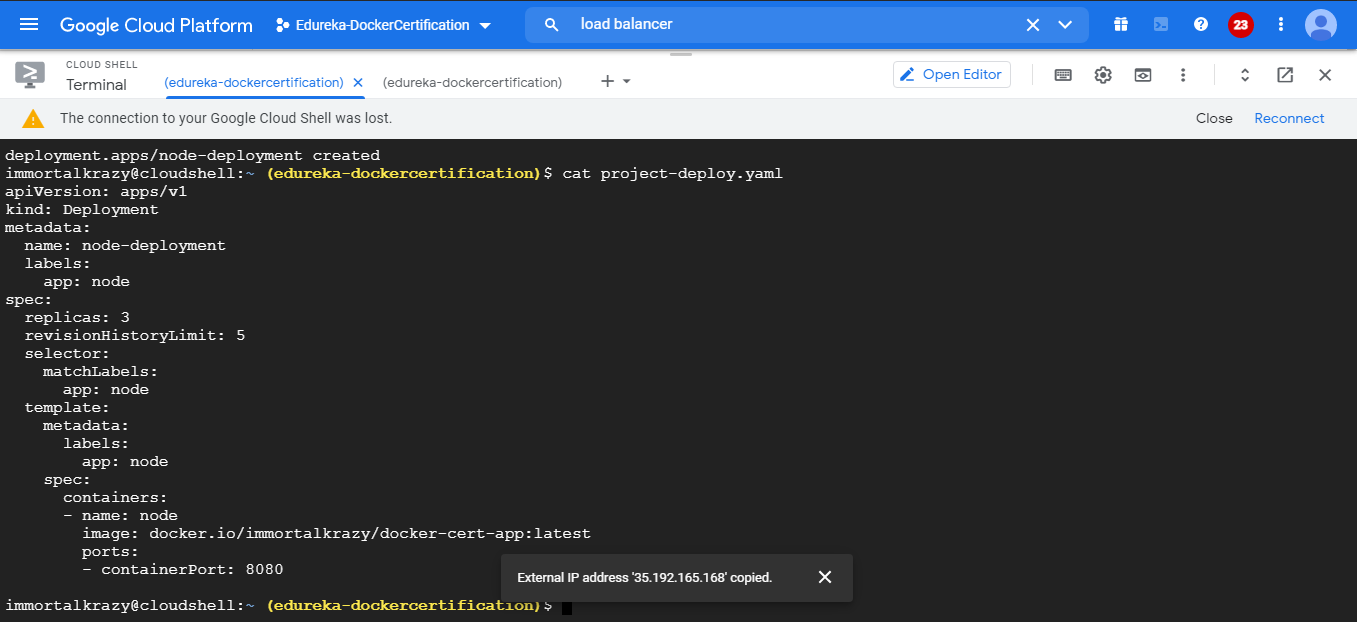 Google Cloud Platform Edureka-DockerCertification load balancer 23
CLOUD SHELL
Terminal (edureka-dockercertification) (edureka-dockercertification) Open Editor
The connection to your Google Cloud Shell was lost. Close Reconnect
deployment.apps/node-deployment created
immortalkrazy@cloudshell:~ (edureka-dockercertification)$ cat project-deploy.yaml
apiVersion: apps/v1
kind: Deployment
metadata:
  name: node-deployment
  labels:
    app: node
spec:
  replicas: 3
  revisionHistoryLimit: 5
  selector:
    matchLabels:
      app: node
  template:
    metadata:
      labels:
        app: node
    spec:
      containers:
      - name: node
        image: docker.io/immortalkrazy/docker-cert-app:latest
        ports:
        - containerPort: 8080
External IP address '35.192.165.168' copied.
immortalkrazy@cloudshell:~ (edureka-dockercertification)$